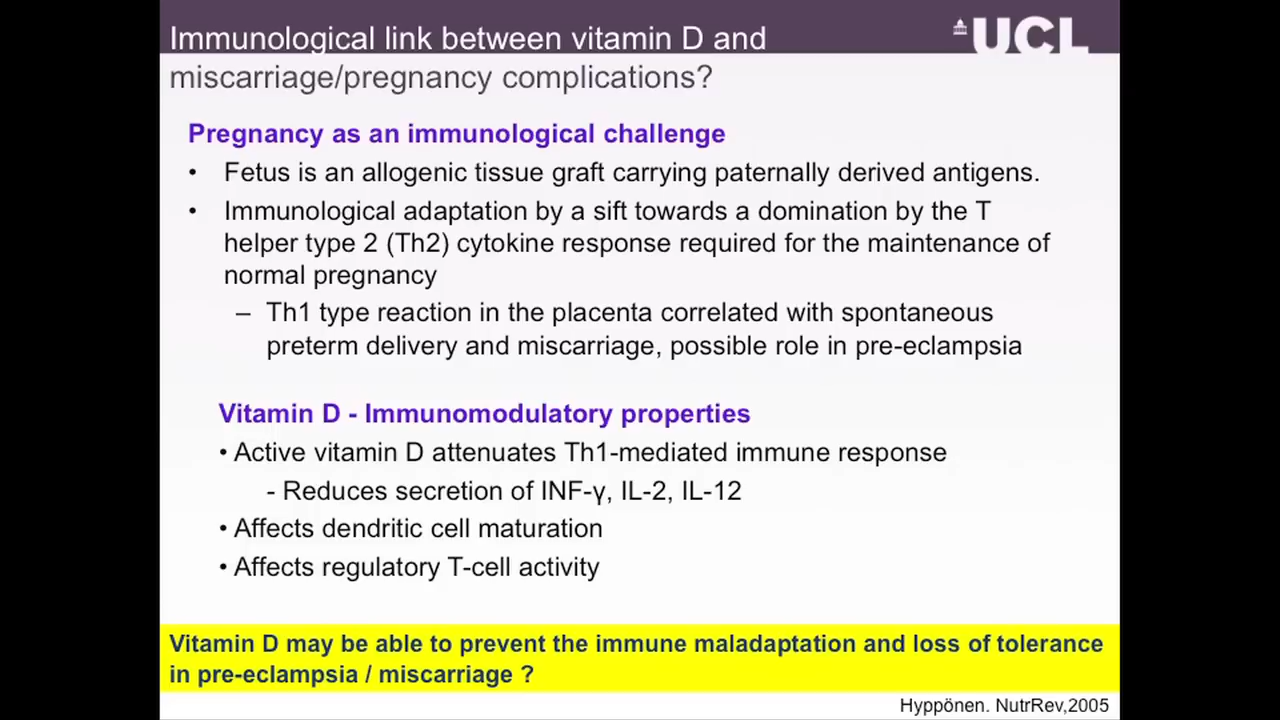 Immunological link between vitamin D and
UCL
miscarriage/pregnancy complications?
Pregnancy as an immunological challenge
• Fetus is an allogenic tissue graft carrying paternally derived antigens.
• Immunological adaptation by a sift towards a domination by the T
helper type 2 (Th2) cytokine response required for the maintenance of
normal pregnancy
– Th1 type reaction in the placenta correlated with spontaneous
preterm delivery and miscarriage, possible role in pre-eclampsia
Vitamin D - Immunomodulatory properties
• Active vitamin D attenuates Th1-mediated immune response
- Reduces secretion of INF-γ, IL-2, IL-12
• Affects dendritic cell maturation
• Affects regulatory T-cell activity
Vitamin D may be able to prevent the immune maladaptation and loss of tolerance
in pre-eclampsia / miscarriage ?
Hyppönen. NutrRev,2005